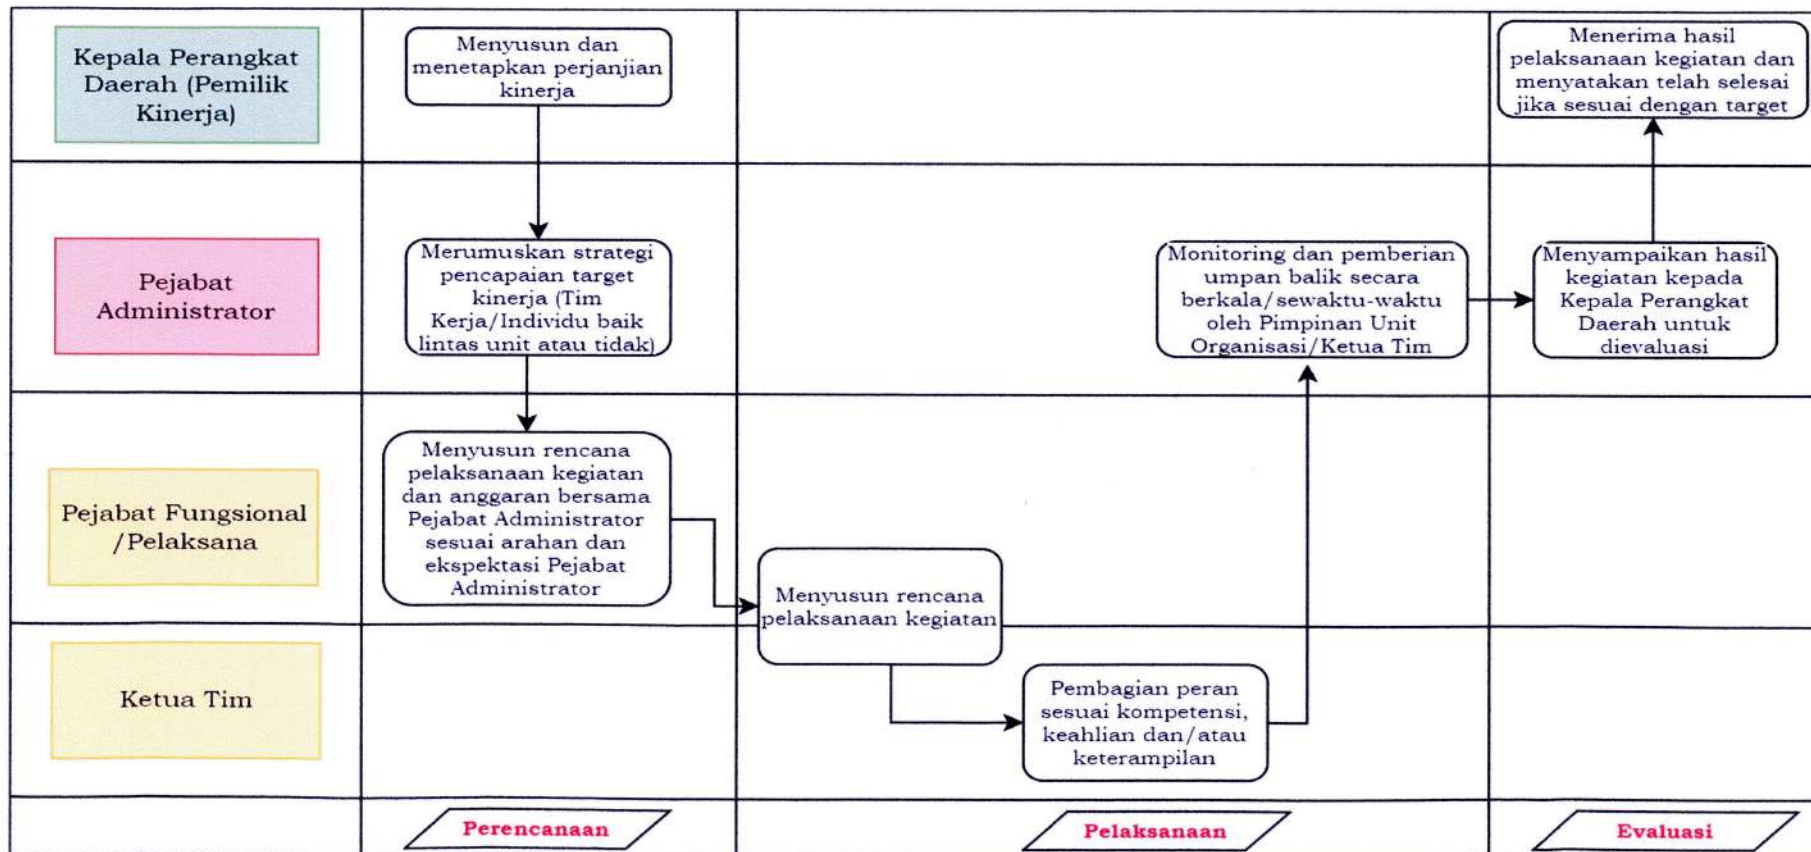 Kepala Perangkat
Daerah (Pemilik
Kinerja)
Menyusun dan
menetapkan perjanjian
kinerja
Menerima hasil
pelaksanaan kegiatan dan
menyatakan telah selesai
jika sesuai dengan target
Pejabat
Administrator
Merumuskan strategi
pencapaian target
kinerja (Tim
Kerja/Individu baik
lintas unit atau tidak)
Monitoring dan pemberian
umpan balik secara
berkala/sewaktu-waktu
oleh Pimpinan Unit
Organisasi/Ketua Tim
Menyampaikan hasil
kegiatan kepada
Kepala Perangkat
Daerah untuk
dievaluasi
Pejabat Fungsional
/Pelaksana
Menyusun rencana
pelaksanaan kegiatan
dan anggaran bersama
Pejabat Administrator
sesuai arahan dan
ekspektasi Pejabat
Administrator
Menyusun rencana
pelaksanaan kegiatan
Ketua Tim
Pembagian peran
sesuai kompetensi,
keahlian dan/atau
keterampilan
Perencanaan
Pelaksanaan
Evaluasi